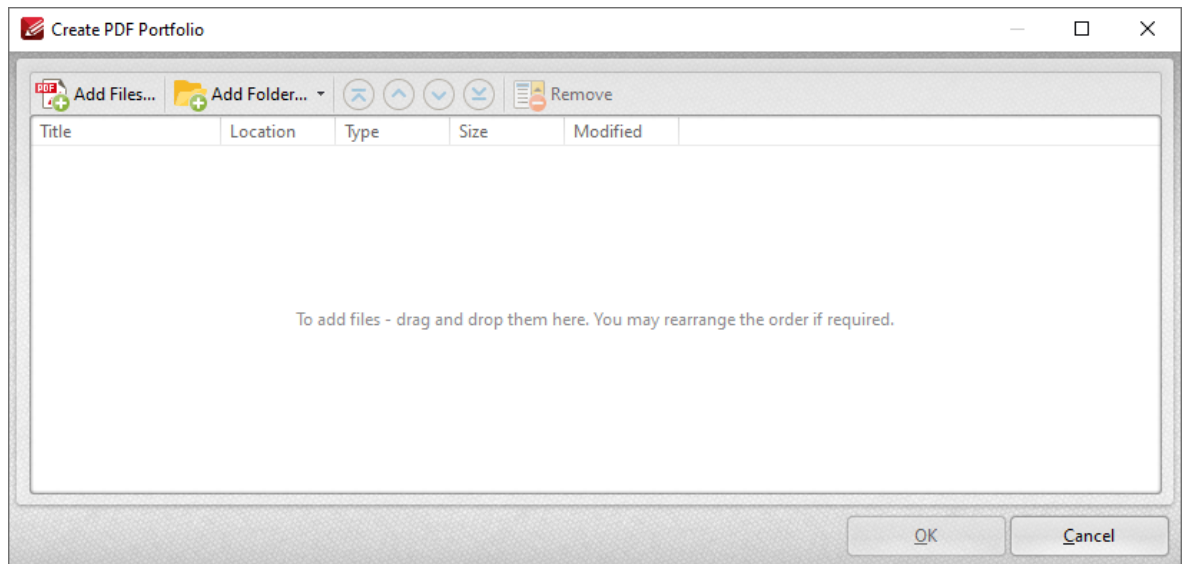 Create PDF Portfolio
PDF Add Files... Add Folder... Remove
Title Location Type Size Modified
To add files - drag and drop them here. You may rearrange the order if required.
OK Cancel